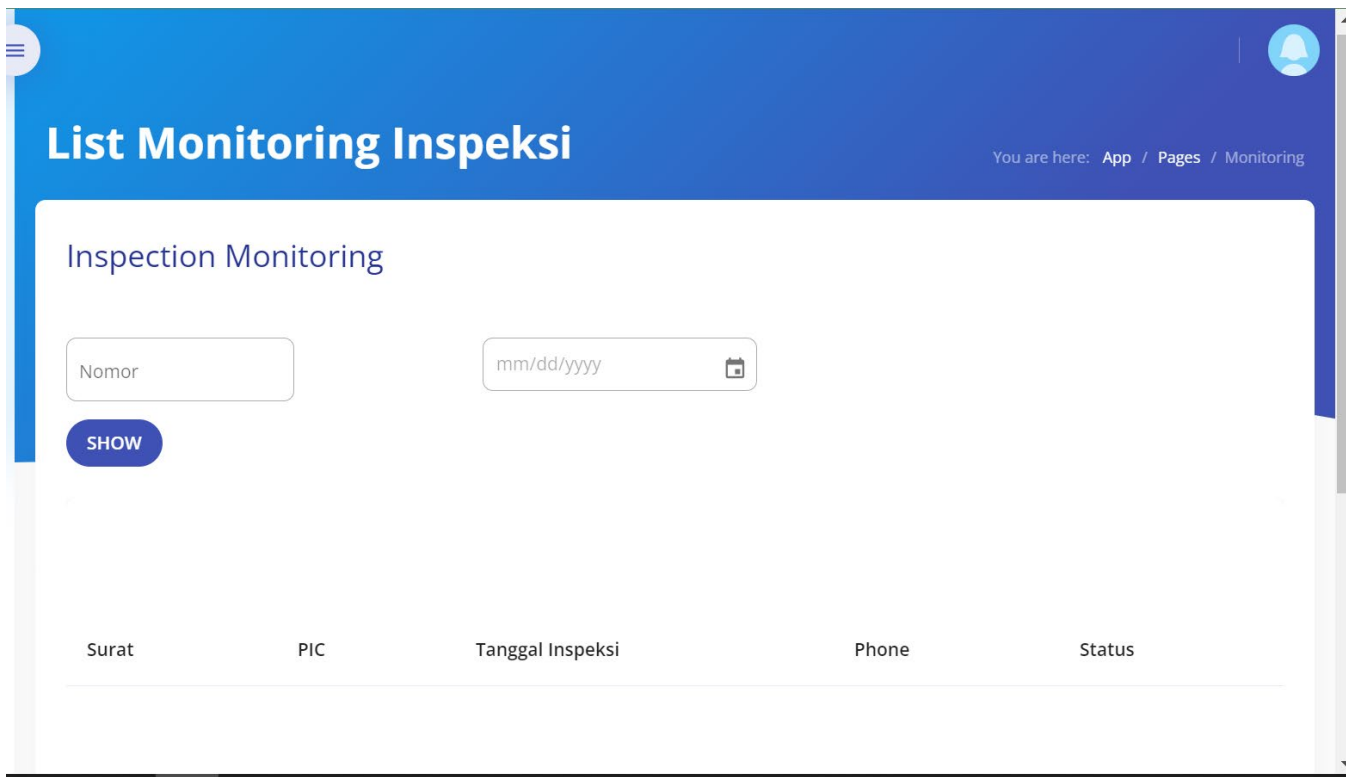 List Monitoring Inspeksi
You are here: App / Pages / Monitoring
Inspection Monitoring
Nomor
mm/dd/yyyy
SHOW
Surat PIC Tanggal Inspeksi Phone Status